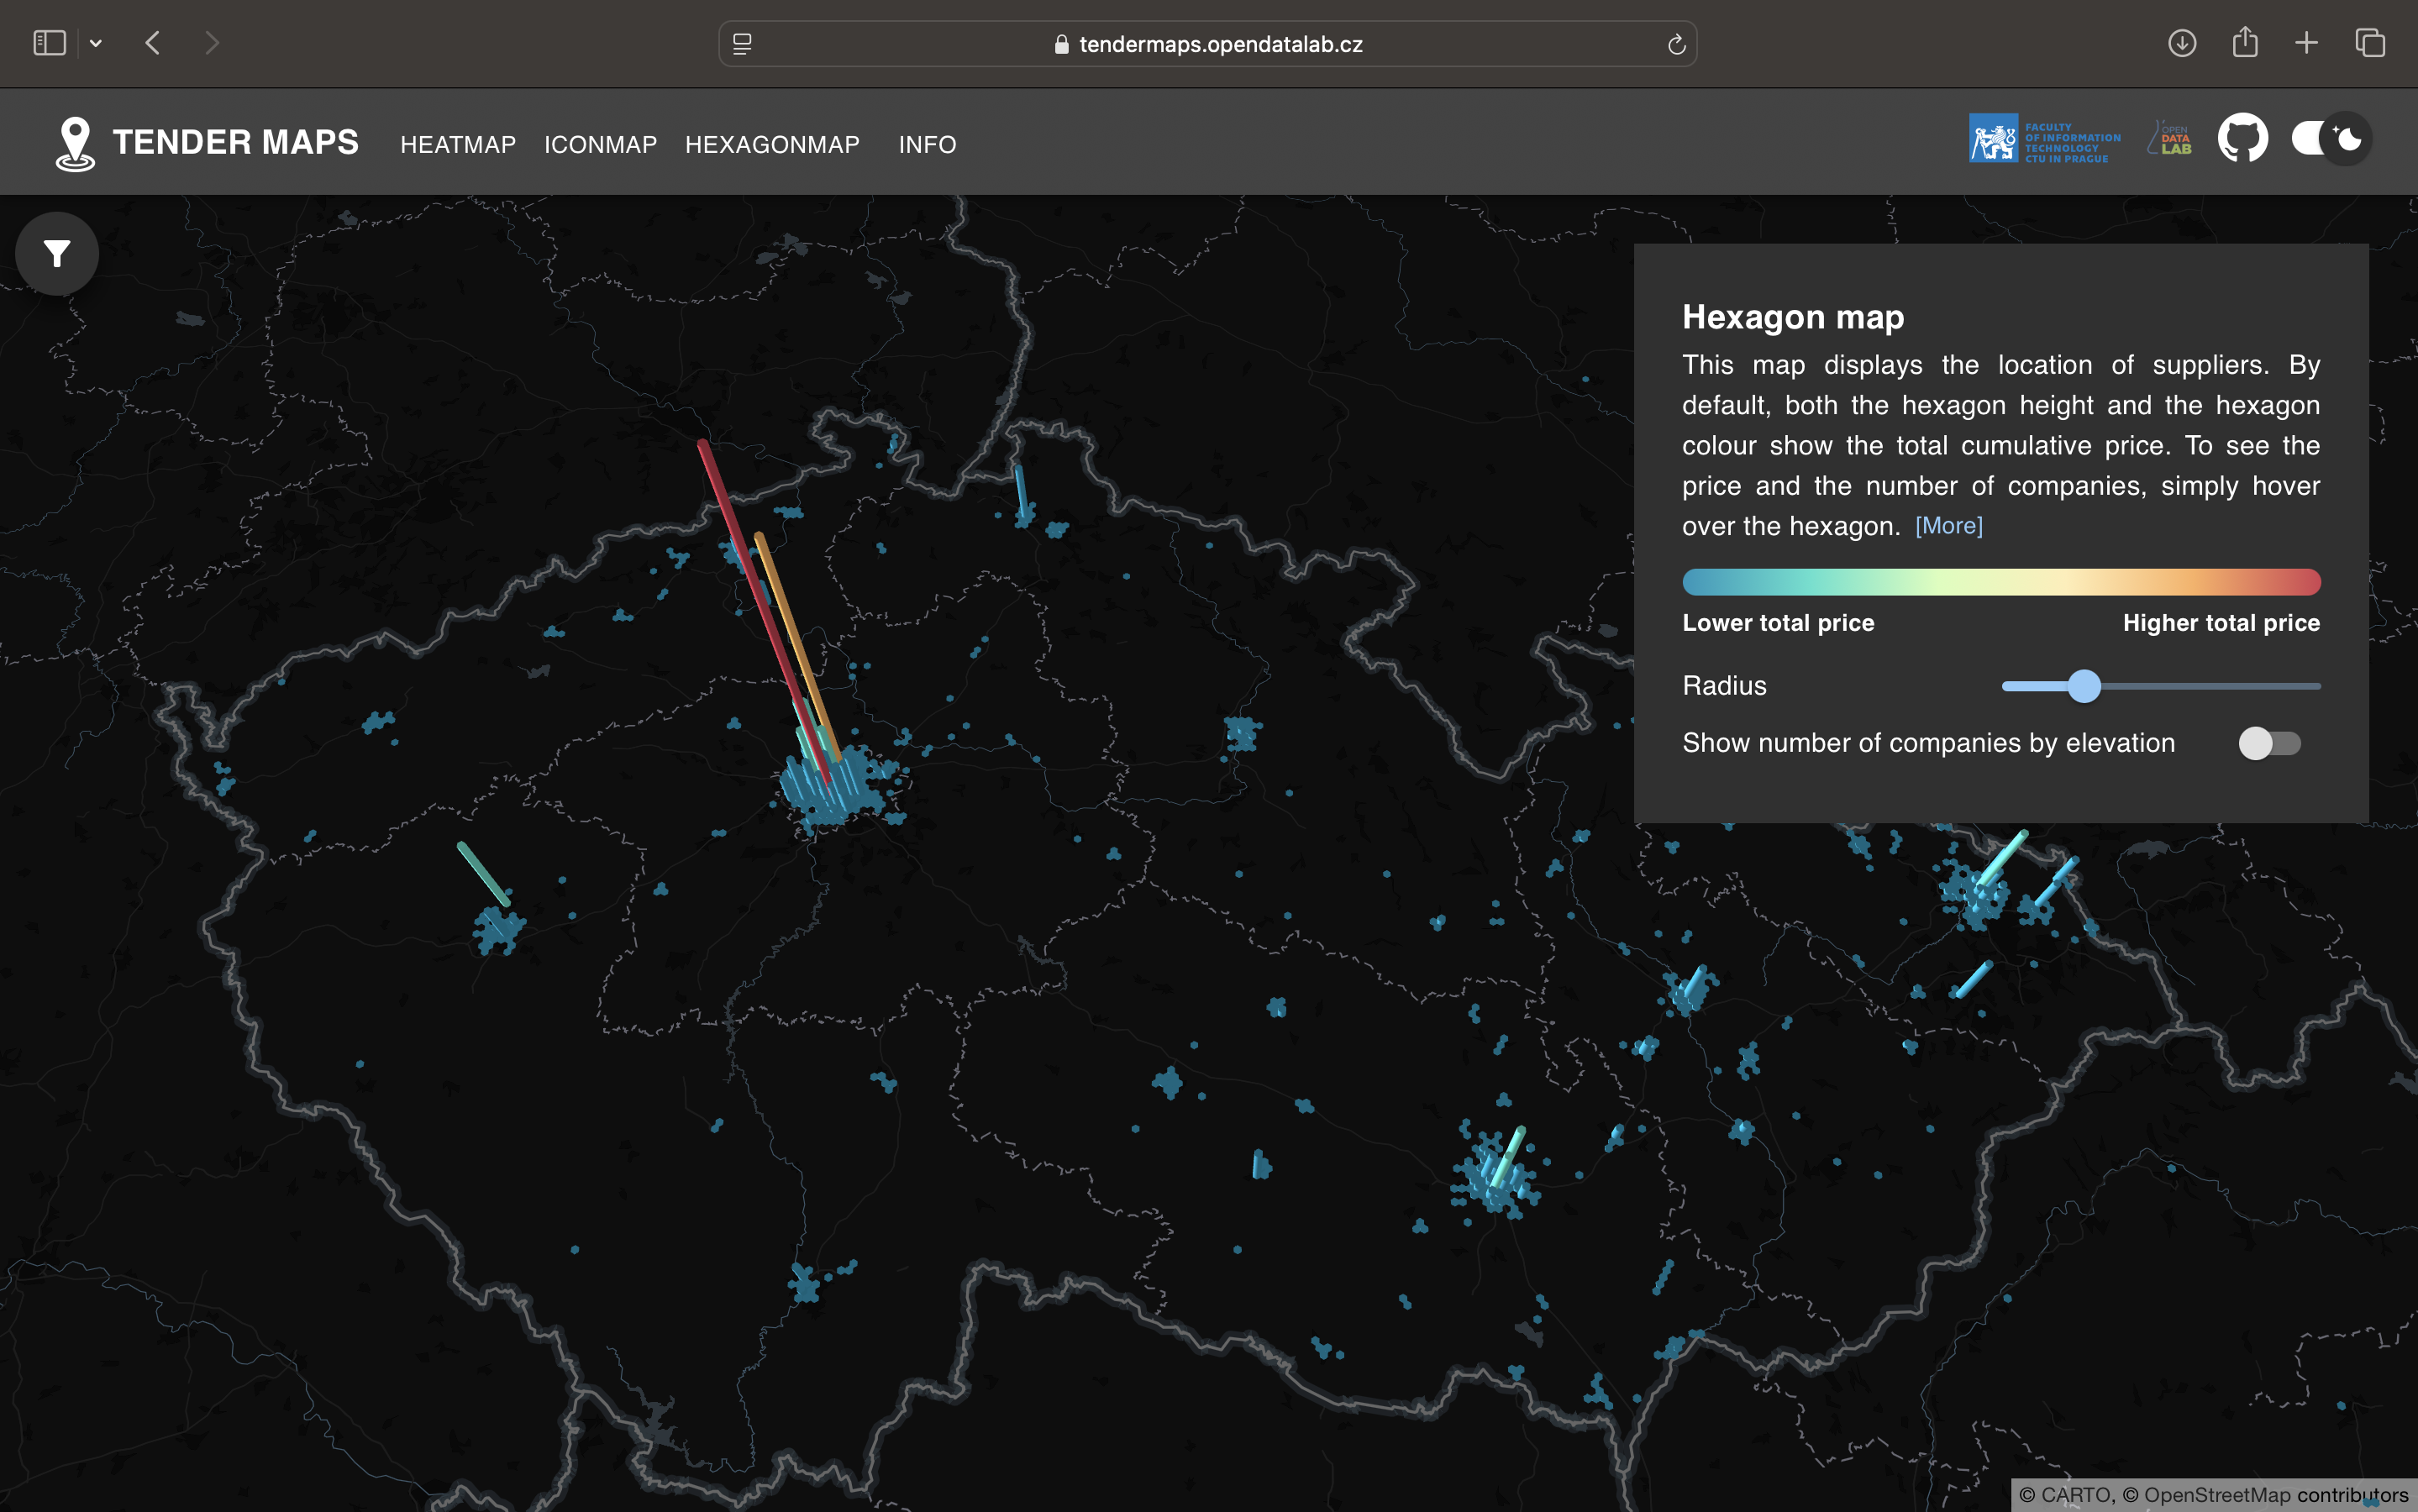 tendermaps.opendatalab.cz
TENDER MAPS
HEATMAP
ICONMAP
HEXAGONMAP
INFO
FACULTY
OF INFORMATION
TECHNOLOGY
CTU IN PRAGUE
OPEN
DATA
LAB
Hexagon map
This map displays the location of suppliers. By
default, both the hexagon height and the hexagon
colour show the total cumulative price. To see the
price and the number of companies, simply hover
over the hexagon. [More]
Lower total price
Higher total price
Radius
Show number of companies by elevation
© CARTO, © OpenStreetMap contributors